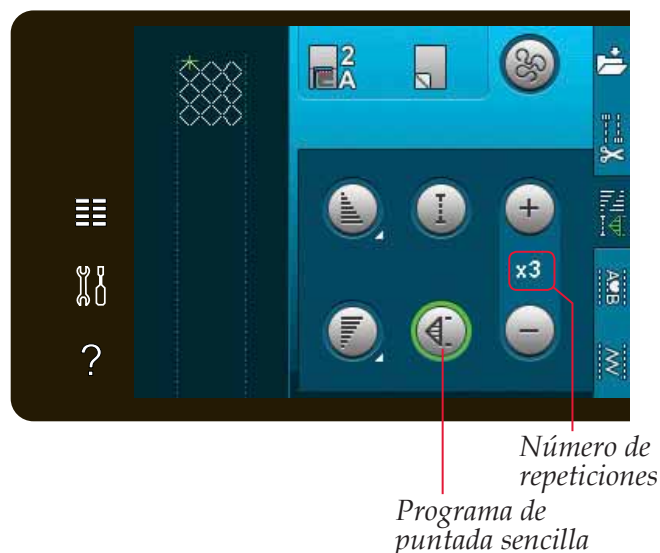 2
A
x3
A♥B
?
Número de
repeticiones
Programa de
puntada sencilla